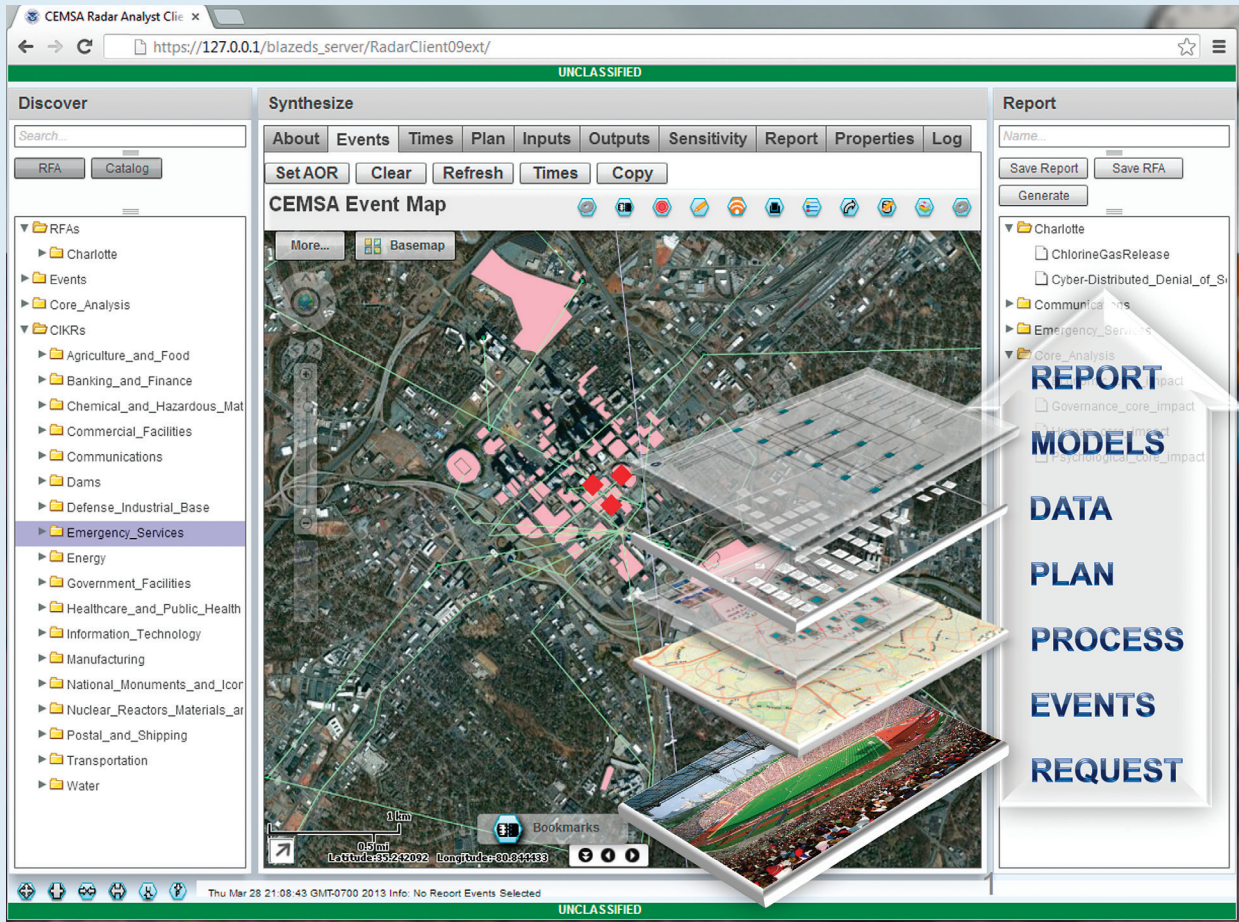 CEMSA Radar Analyst Clie
https://127.0.0.1/blazeds_server/RadarClient09ext/
UNCLASSIFIED
Discover
Search...
RFA
Catalog
RFAs
Charlotte
Events
Core_Analysis
CIKRs
Agriculture_and_Food
Banking_and_Finance
Chemical_and_Hazardous_Mat
Commercial_Facilities
Communications
Dams
Defense_Industrial_Base
Emergency_Services
Energy
Government_Facilities
Healthcare_and_Public_Health
Information_Technology
Manufacturing
National_Monuments_and_Icor
Nuclear_Reactors_Materials_ar
Postal_and_Shipping
Transportation
Water
Synthesize
About Events Times Plan Inputs Outputs Sensitivity Report Properties Log
Set AOR Clear Refresh Times Copy
CEMSA Event Map
More... Basemap
1 km
0.5 mi
Latitude:35.242092 Longitude:-80.844433
Bookmarks
Report
Name...
Save Report Save RFA
Generate
Charlotte
ChlorineGasRelease
Cyber-Distributed_Denial_of_S
Communications
Emergency_Services
Core_Analysis
impact
Governance_core_impact
Human_core_impact
Psychological_core_impact
REPORT
MODELS
DATA
PLAN
PROCESS
EVENTS
REQUEST
Thu Mar 28 21:08:43 GMT-0700 2013 Info: No Report Events Selected
UNCLASSIFIED